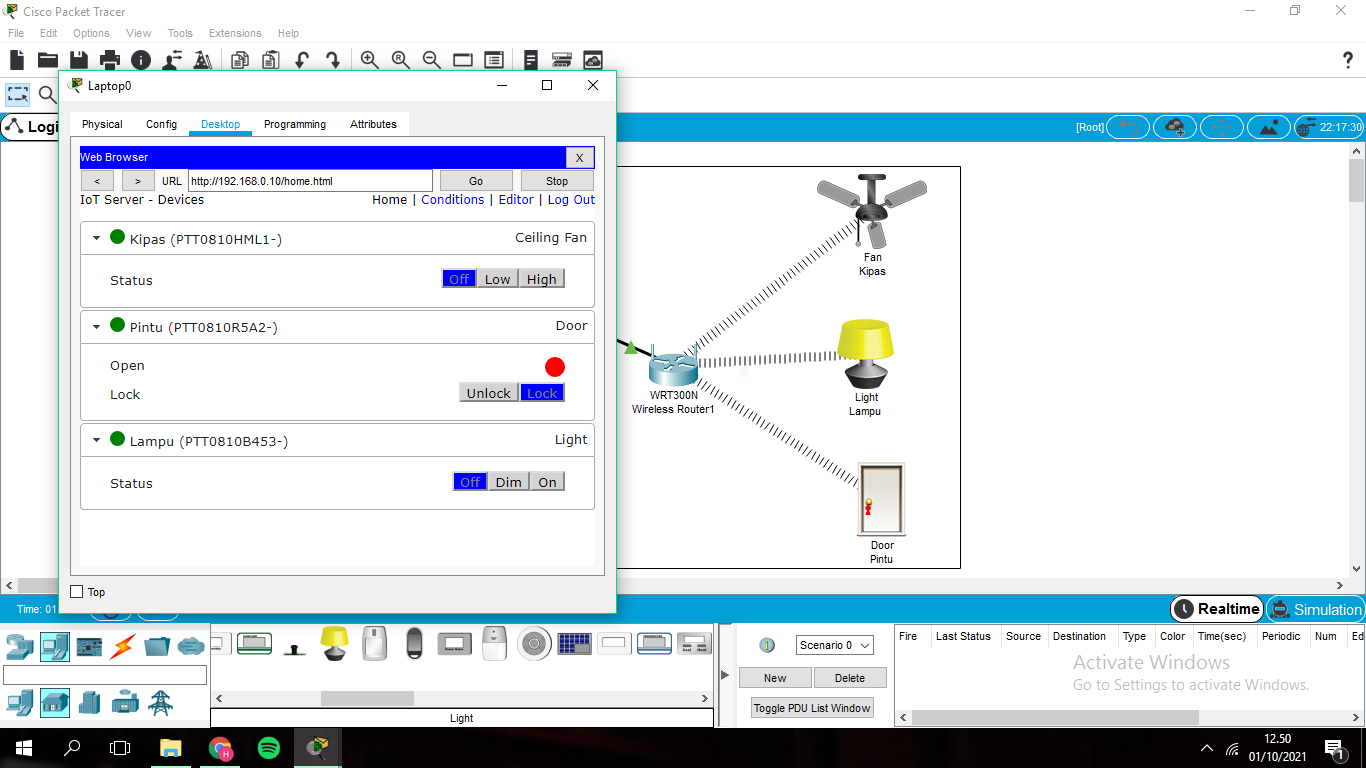 Cisco Packet Tracer
File Edit Options View Tools Extensions Help
Laptop0
Physical Config Desktop Programming Attributes
Logi
[Root] 22:17:30
Web Browser X
< > URL http://192.168.0.10/home.html Go Stop
IoT Server - Devices Home | Conditions | Editor | Log Out
Kipas (PTT0810HML1-) Ceiling Fan
Status Off Low High
Pintu (PTT0810R5A2-) Door
Open
Lock Unlock Lock
Lampu (PTT0810B453-) Light
Status Off Dim On
Top
Fan
Kipas
WRT300N
Wireless Router1
Light
Lampu
Door
Pintu
Time: 01
Realtime Simulation
Scenario 0
New Delete
Toggle PDU List Window
Fire Last Status Source Destination Type Color Time(sec) Periodic Num Ed
Activate Windows
Go to Settings to activate Windows.
Light
12.50
01/10/2021
1